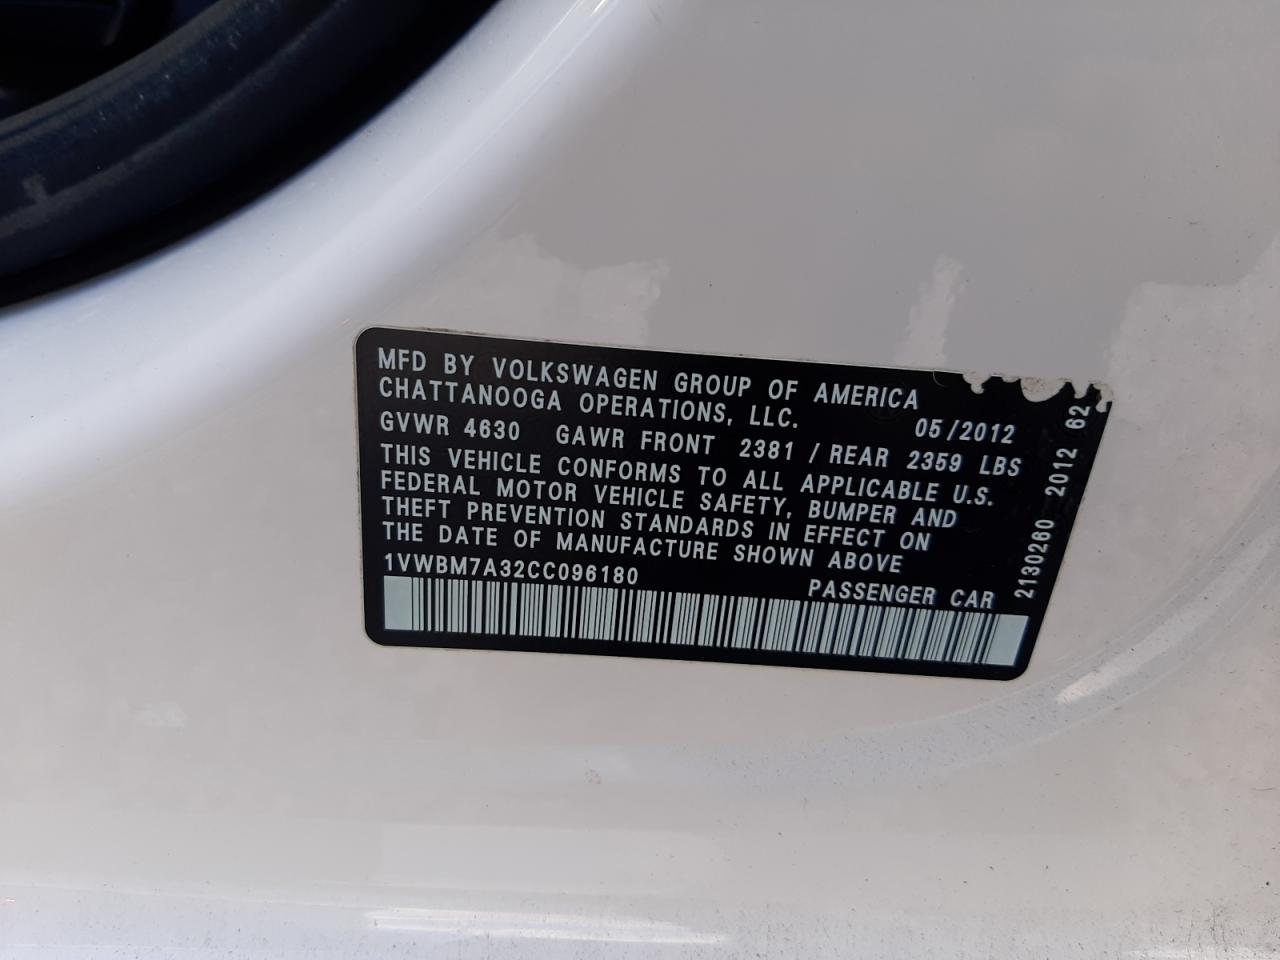 MFD BY VOLKSWAGEN GROUP OF AMERICA
CHATTANOOGA OPERATIONS, LLC.
05/2012
GVWR 4630 GAWR FRONT 2381 / REAR 2359 LBS
THIS VEHICLE CONFORMS TO ALL APPLICABLE U.S.
FEDERAL MOTOR VEHICLE SAFETY, BUMPER AND
THEFT PREVENTION STANDARDS IN EFFECT ON
THE DATE OF MANUFACTURE SHOWN ABOVE
1VWBM7A32CC096180
PASSENGER CAR
2130260 2012 62